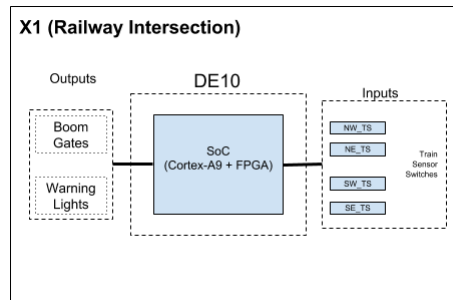 X1 (Railway Intersection)
Outputs
DE10
Inputs
Boom
Gates
Warning
Lights
SoC
(Cortex-A9 + FPGA)
NW_TS
NE_TS
SW_TS
SE_TS
Train
Sensor
Switches